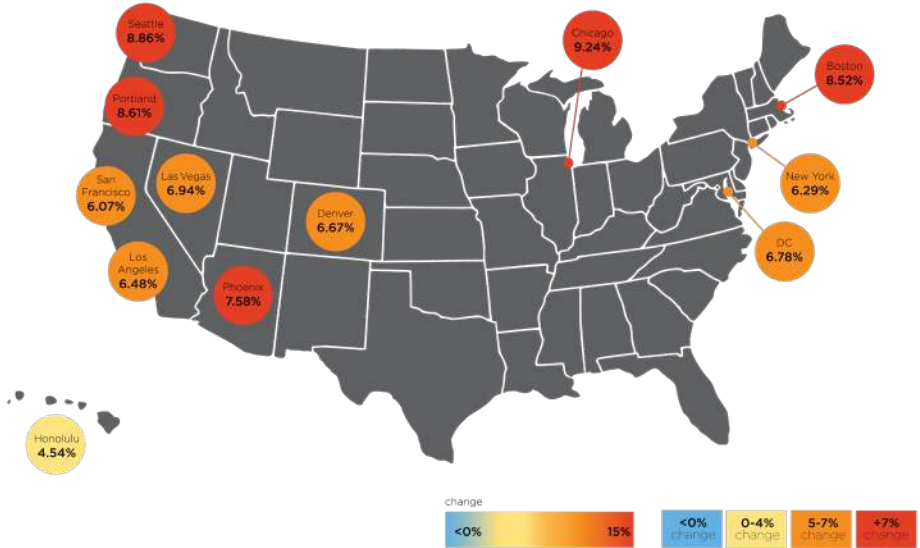 Seattle
8.86%
Chicago
9.24%
Boston
8.52%
Portland
8.61%
San
Francisco
6.07%
Las Vegas
6.94%
New York
6.29%
Denver
6.67%
DC
6.78%
Los
Angeles
6.48%
Phoenix
7.58%
Honolulu
4.54%
change
<0%
15%
<0%
change
0-4%
change
5-7%
change
+7%
change